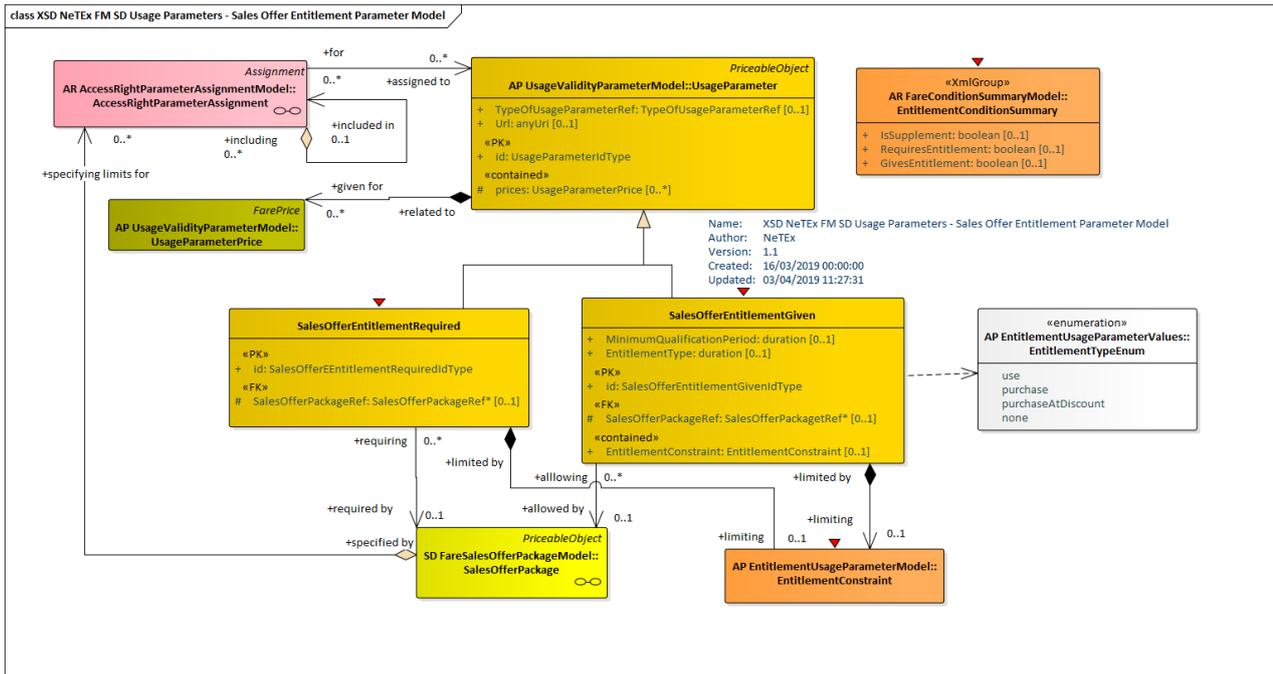 class XSD NeTEx FM SD Usage Parameters - Sales Offer Entitlement Parameter Model
Assignment
AR AccessRightParameterAssignmentModel::
AccessRightParameterAssignment
+for
0..*
0..*
+assigned to
+included in
0..1
+including
0..*
0..*
+specifying limits for
PriceableObject
AP UsageValidityParameterModel::UsageParameter
+ TypeOfUsageParameterRef: TypeOfUsageParameterRef [0..1]
+ Url: anyUri [0..1]
«PK»
+ id: UsageParameterIdType
«contained»
# prices: UsageParameterPrice [0..*]
«XmlGroup»
AR FareConditionSummaryModel::
EntitlementConditionSummary
+ IsSupplement: boolean [0..1]
+ RequiresEntitlement: boolean [0..1]
+ GivesEntitlement: boolean [0..1]
+given for
0..*
+related to
FarePrice
AP UsageValidityParameterModel::
UsageParameterPrice
Name: XSD NeTEx FM SD Usage Parameters - Sales Offer Entitlement Parameter Model
Author: NeTEx
Version: 1.1
Created: 16/03/2019 00:00:00
Updated: 03/04/2019 11:27:31
SalesOfferEntitlementRequired
«PK»
+ id: SalesOfferEEntitlementRequiredIdType
«FK»
# SalesOfferPackageRef: SalesOfferPackageRef* [0..1]
SalesOfferEntitlementGiven
+ MinimumQualificationPeriod: duration [0..1]
+ EntitlementType: duration [0..1]
«PK»
+ id: SalesOfferEntitlementGivenIdType
«FK»
# SalesOfferPackageRef: SalesOfferPackagetRef* [0..1]
«contained»
+ EntitlementConstraint: EntitlementConstraint [0..1]
«enumeration»
AP EntitlementUsageParameterValues::
EntitlementTypeEnum
use
purchase
purchaseAtDiscount
none
+requiring
0..*
+limited by
+alllowing
0..*
+limited by
+required by
0..1
+allowed by
0..1
+limiting
0..1
+limiting
0..1
+specified by
PriceableObject
SD FareSalesOfferPackageModel::
SalesOfferPackage
AP EntitlementUsageParameterModel::
EntitlementConstraint